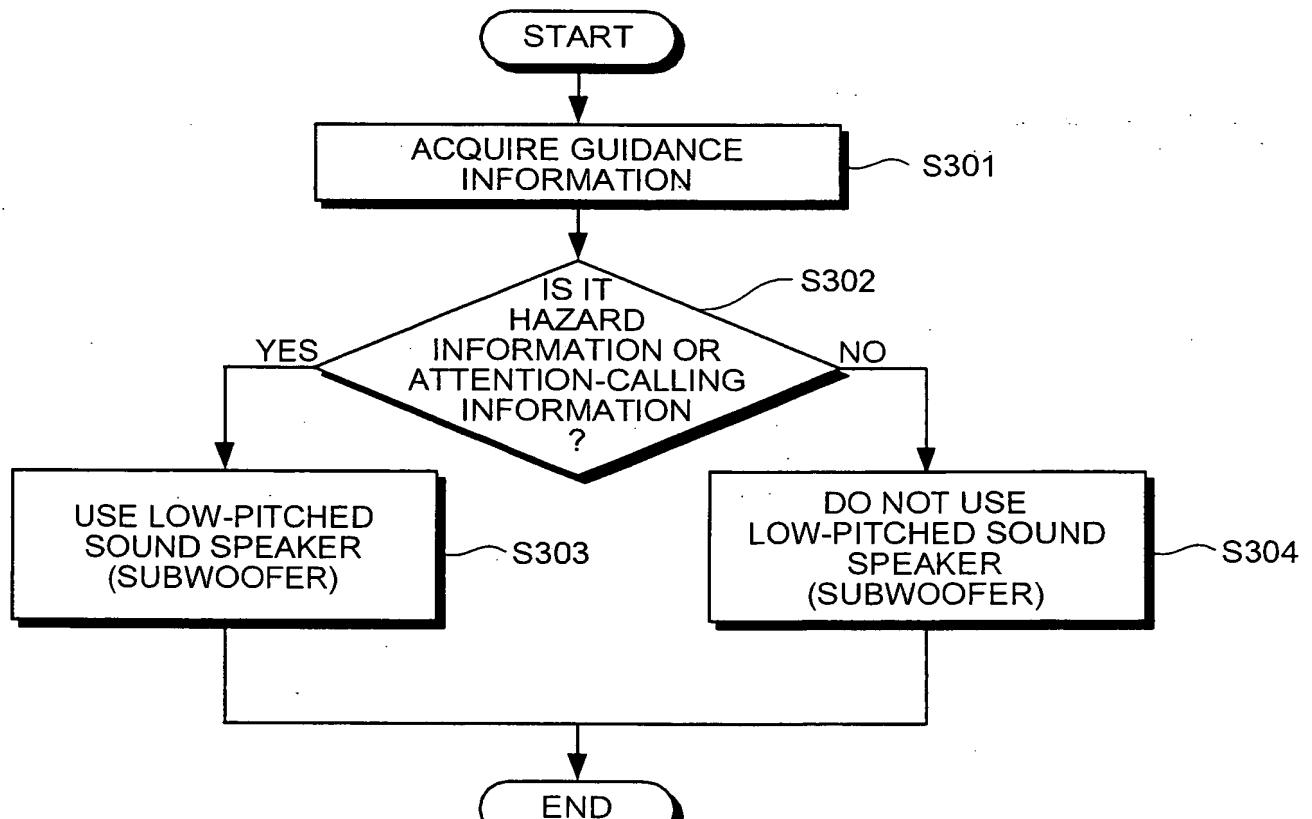 START
ACQUIRE GUIDANCE
INFORMATION
S301
IS IT
HAZARD
INFORMATION OR
ATTENTION-CALLING
INFORMATION
?
S302
YES
NO
USE LOW-PITCHED
SOUND SPEAKER
(SUBWOOFER)
S303
DO NOT USE
LOW-PITCHED SOUND
SPEAKER
(SUBWOOFER)
S304
END